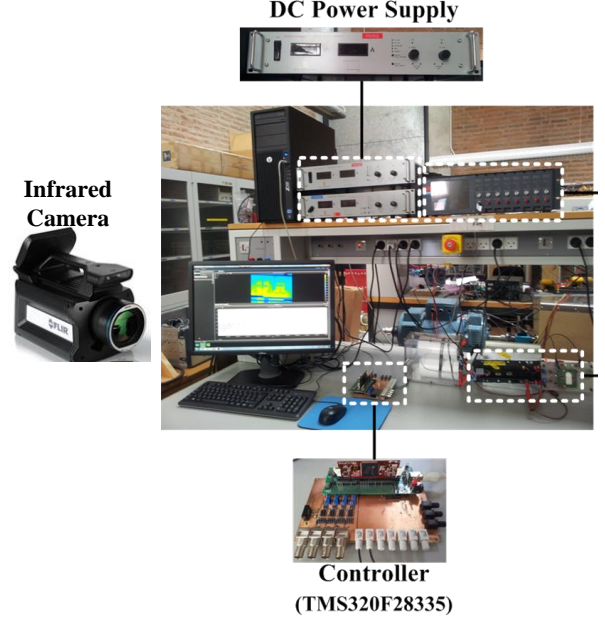 DC Power Supply
A
Infrared
Camera
FLIR
Controller
(TMS320F28335)